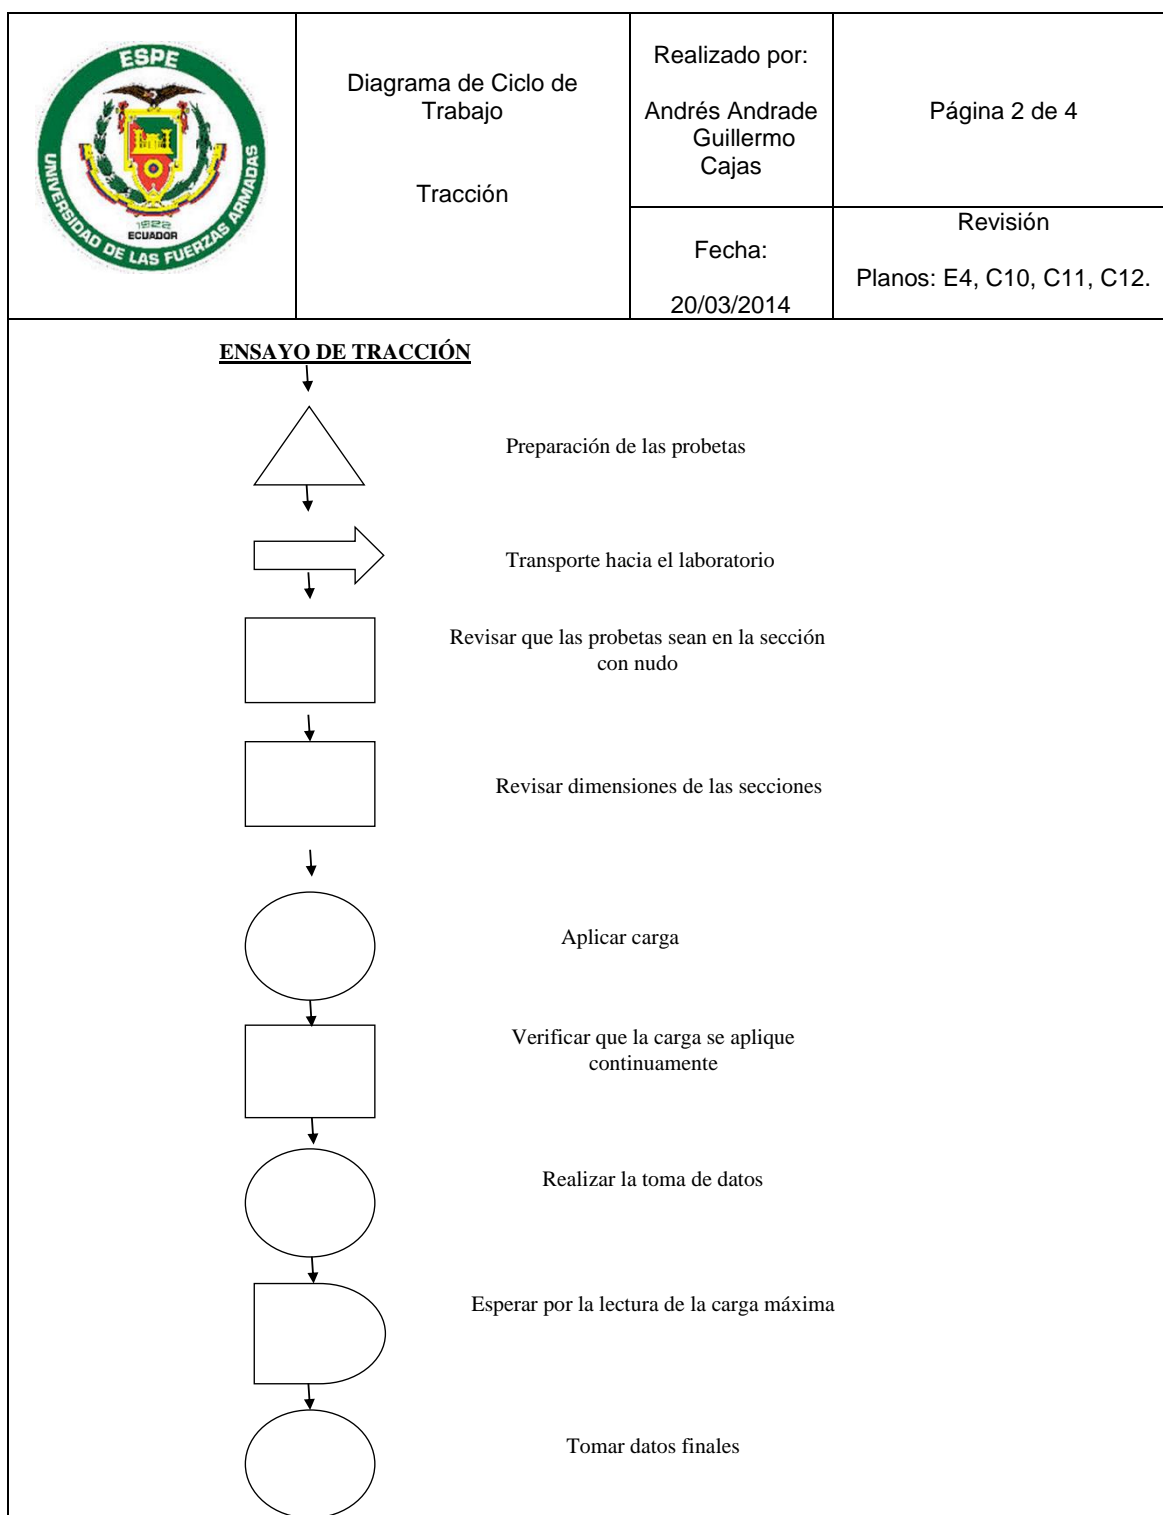 ESPE
UNIVERSIDAD DE LAS FUERZAS ARMADAS
1922
ECUADOR
Diagrama de Ciclo de
Trabajo
Tracción
Realizado por:
Andrés Andrade
Guillermo
Cajas
Página 2 de 4
Fecha:
20/03/2014
Revisión
Planos: E4, C10, C11, C12.
ENSAYO DE TRACCIÓN
Preparación de las probetas
Transporte hacia el laboratorio
Revisar que las probetas sean en la sección
con nudo
Revisar dimensiones de las secciones
Aplicar carga
Verificar que la carga se aplique
continuamente
Realizar la toma de datos
Esperar por la lectura de la carga máxima
Tomar datos finales